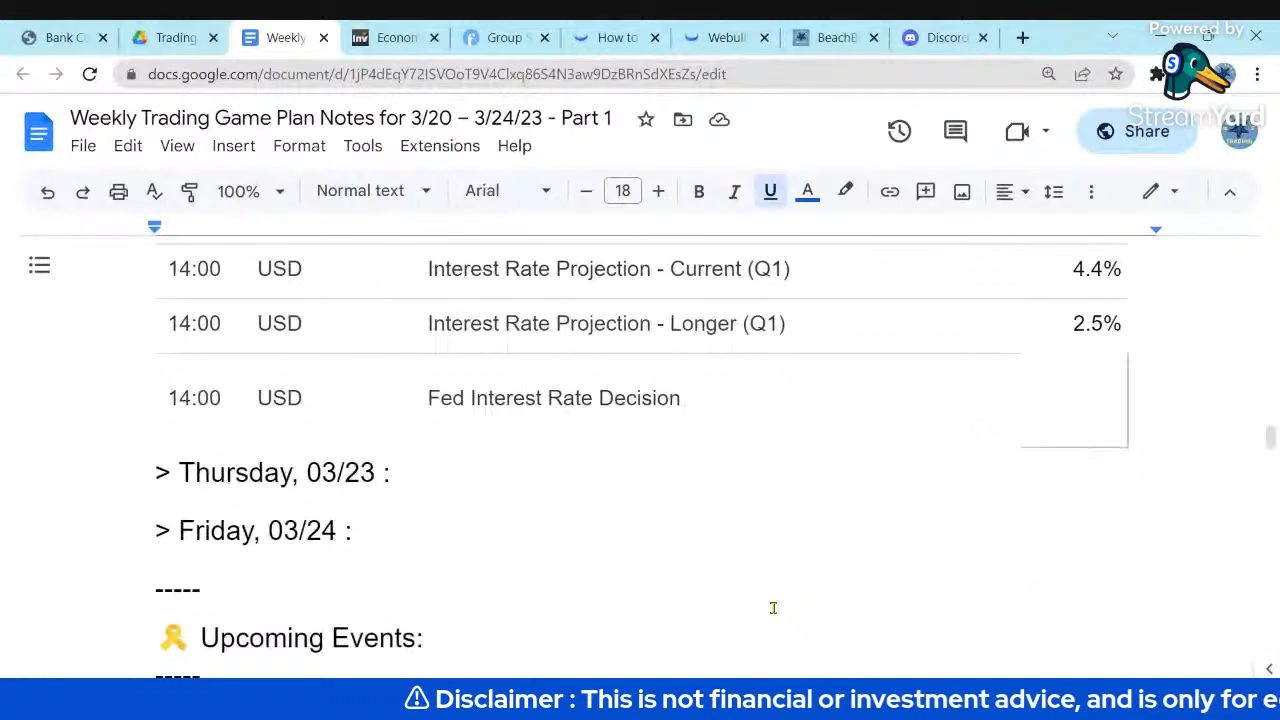 Powered by
Bank C
Trading
Weekly
Econom
Group S
How to
Webull
BeachB
Discord
docs.google.com/document/d/
/edit
StreamYard
Weekly Trading Game Plan Notes for 3/20 – 3/24/23 - Part 1
Share
File Edit View Insert Format Tools Extensions Help
100% Normal text Arial 18 B I U A
14:00 USD Interest Rate Projection - Current (Q1) 4.4%
14:00 USD Interest Rate Projection - Longer (Q1) 2.5%
14:00 USD Fed Interest Rate Decision
> Thursday, 03/23 :
> Friday, 03/24 :
-----
Upcoming Events:
-----
Disclaimer : This is not financial or investment advice, and is only for e